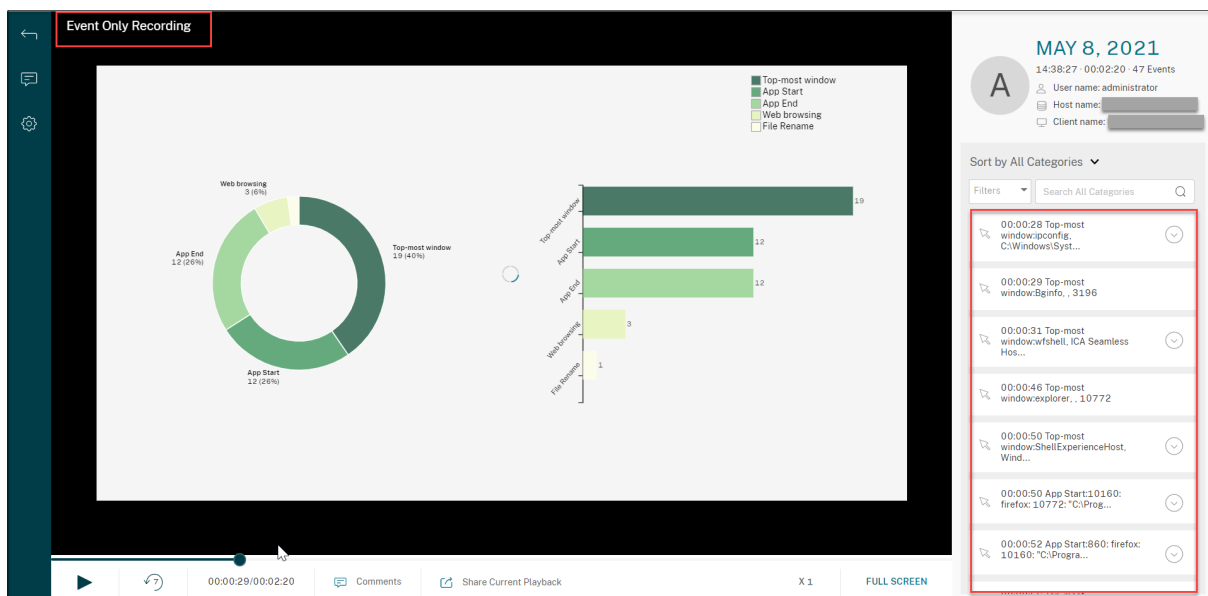 Event Only Recording
Top-most window
App Start
App End
Web browsing
File Rename
Web browsing
3 (6%)
App End
12 (26%)
Top-most window
19 (40%)
App Start
12 (26%)
Top-most window
19
App Start
12
App End
12
Web browsing
3
File Rename
1
7
00:00:29/00:02:20
Comments
Share Current Playback
X 1
FULL SCREEN
A
MAY 8, 2021
14:38:27 · 00:02:20 · 47 Events
User name: administrator
Host name:
Client name:
Sort by All Categories
Filters
Search All Categories
00:00:28 Top-most
window:ipconfig,
C:\Windows\Syst...
00:00:29 Top-most
window:Bginfo, , 3196
00:00:31 Top-most
window:wfshell, ICA Seamless
Hos...
00:00:46 Top-most
window:explorer, , 10772
00:00:50 Top-most
window:ShellExperienceHost,
Wind...
00:00:50 App Start:10160:
firefox: 10772: "C:\Prog...
00:00:52 App Start:860: firefox:
10160: "C:\Progra...